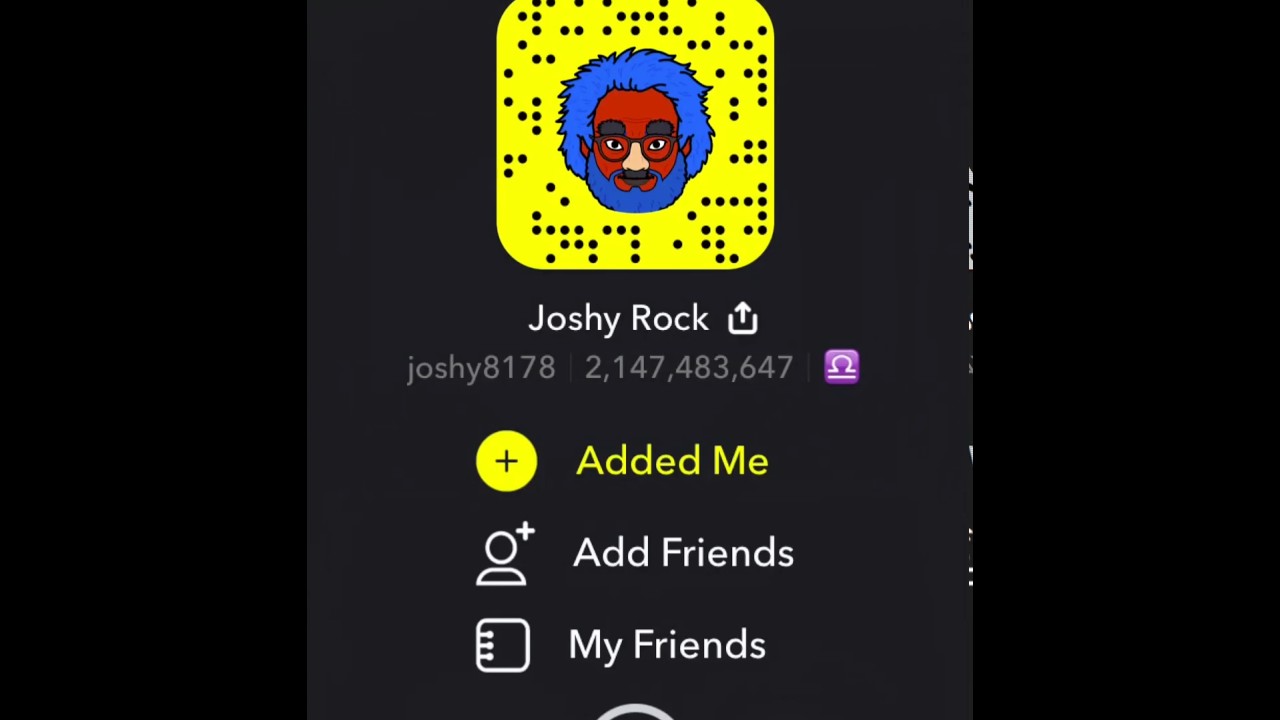 Joshy Rock
joshy8178 | 2,147,483,647 | ♎
Added Me
Add Friends
My Friends